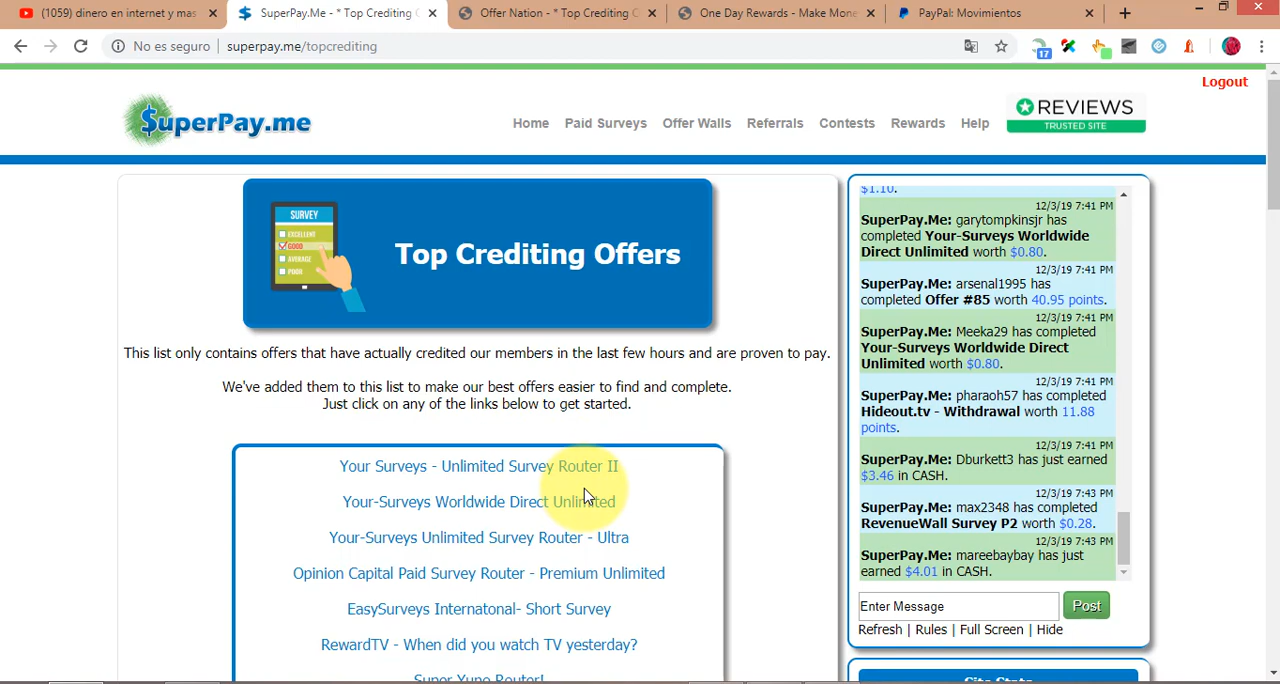 (1059) dinero en internet y mas
SuperPay.Me - * Top Crediting O
Offer Nation - * Top Crediting O
One Day Rewards - Make Mone
PayPal: Movimientos
No es seguro superpay.me/topcrediting
17
Logout
$uperPay.me
Home Paid Surveys Offer Walls Referrals Contests Rewards Help
REVIEWS
TRUSTED SITE
SURVEY
EXCELLENT
GOOD
AVERAGE
POOR
Top Crediting Offers
This list only contains offers that have actually credited our members in the last few hours and are proven to pay.
We've added them to this list to make our best offers easier to find and complete.
Just click on any of the links below to get started.
Your Surveys - Unlimited Survey Router II
Your-Surveys Worldwide Direct Unlimited
Your-Surveys Unlimited Survey Router - Ultra
Opinion Capital Paid Survey Router - Premium Unlimited
EasySurveys Internatonal- Short Survey
RewardTV - When did you watch TV yesterday?
Super Yuno Router!
$1.10.
12/3/19 7:41 PM
SuperPay.Me: garytompkinsjr has
completed Your-Surveys Worldwide
Direct Unlimited worth $0.80.
12/3/19 7:41 PM
SuperPay.Me: arsenal1995 has
completed Offer #85 worth 40.95 points.
12/3/19 7:41 PM
SuperPay.Me: Meeka29 has completed
Your-Surveys Worldwide Direct
Unlimited worth $0.80.
12/3/19 7:41 PM
SuperPay.Me: pharaoh57 has completed
Hideout.tv - Withdrawal worth 11.88
points.
12/3/19 7:41 PM
SuperPay.Me: Dburkett3 has just earned
$3.46 in CASH.
12/3/19 7:43 PM
SuperPay.Me: max2348 has completed
RevenueWall Survey P2 worth $0.28.
12/3/19 7:43 PM
SuperPay.Me: mareebaybay has just
earned $4.01 in CASH.
Enter Message
Post
Refresh | Rules | Full Screen | Hide
Site Stats